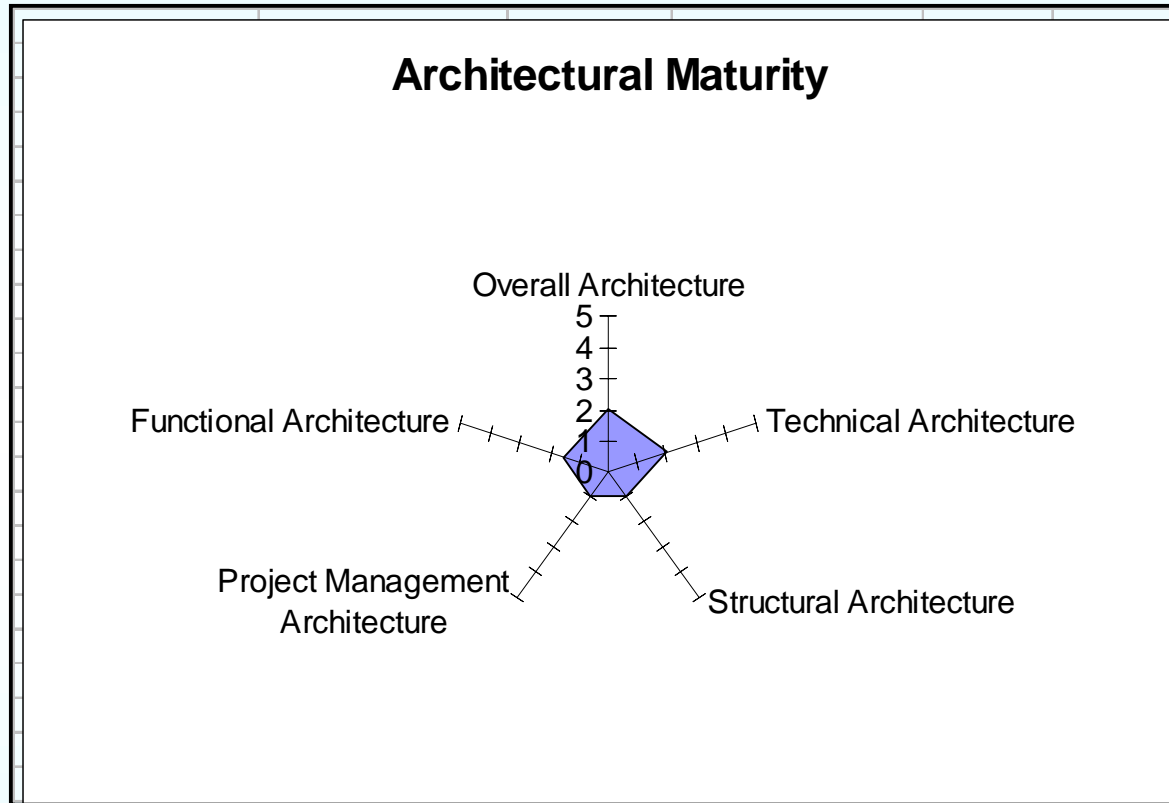 Architectural Maturity
Overall Architecture
5
4
3
2
1
0
Functional Architecture
Technical Architecture
Project Management
Architecture
Structural Architecture